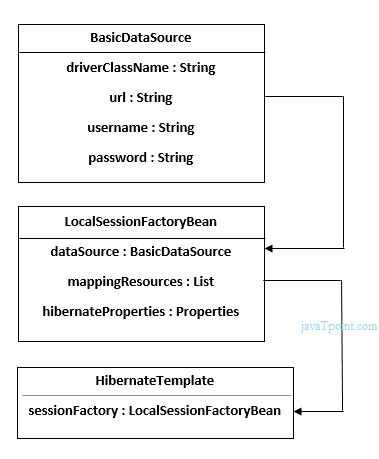 BasicDataSource
driverClassName : String
url : String
username : String
password : String
LocalSessionFactoryBean
dataSource : BasicDataSource
mappingResources : List
hibernateProperties : Properties
javaTpoint.com
HibernateTemplate
sessionFactory : LocalSessionFactoryBean